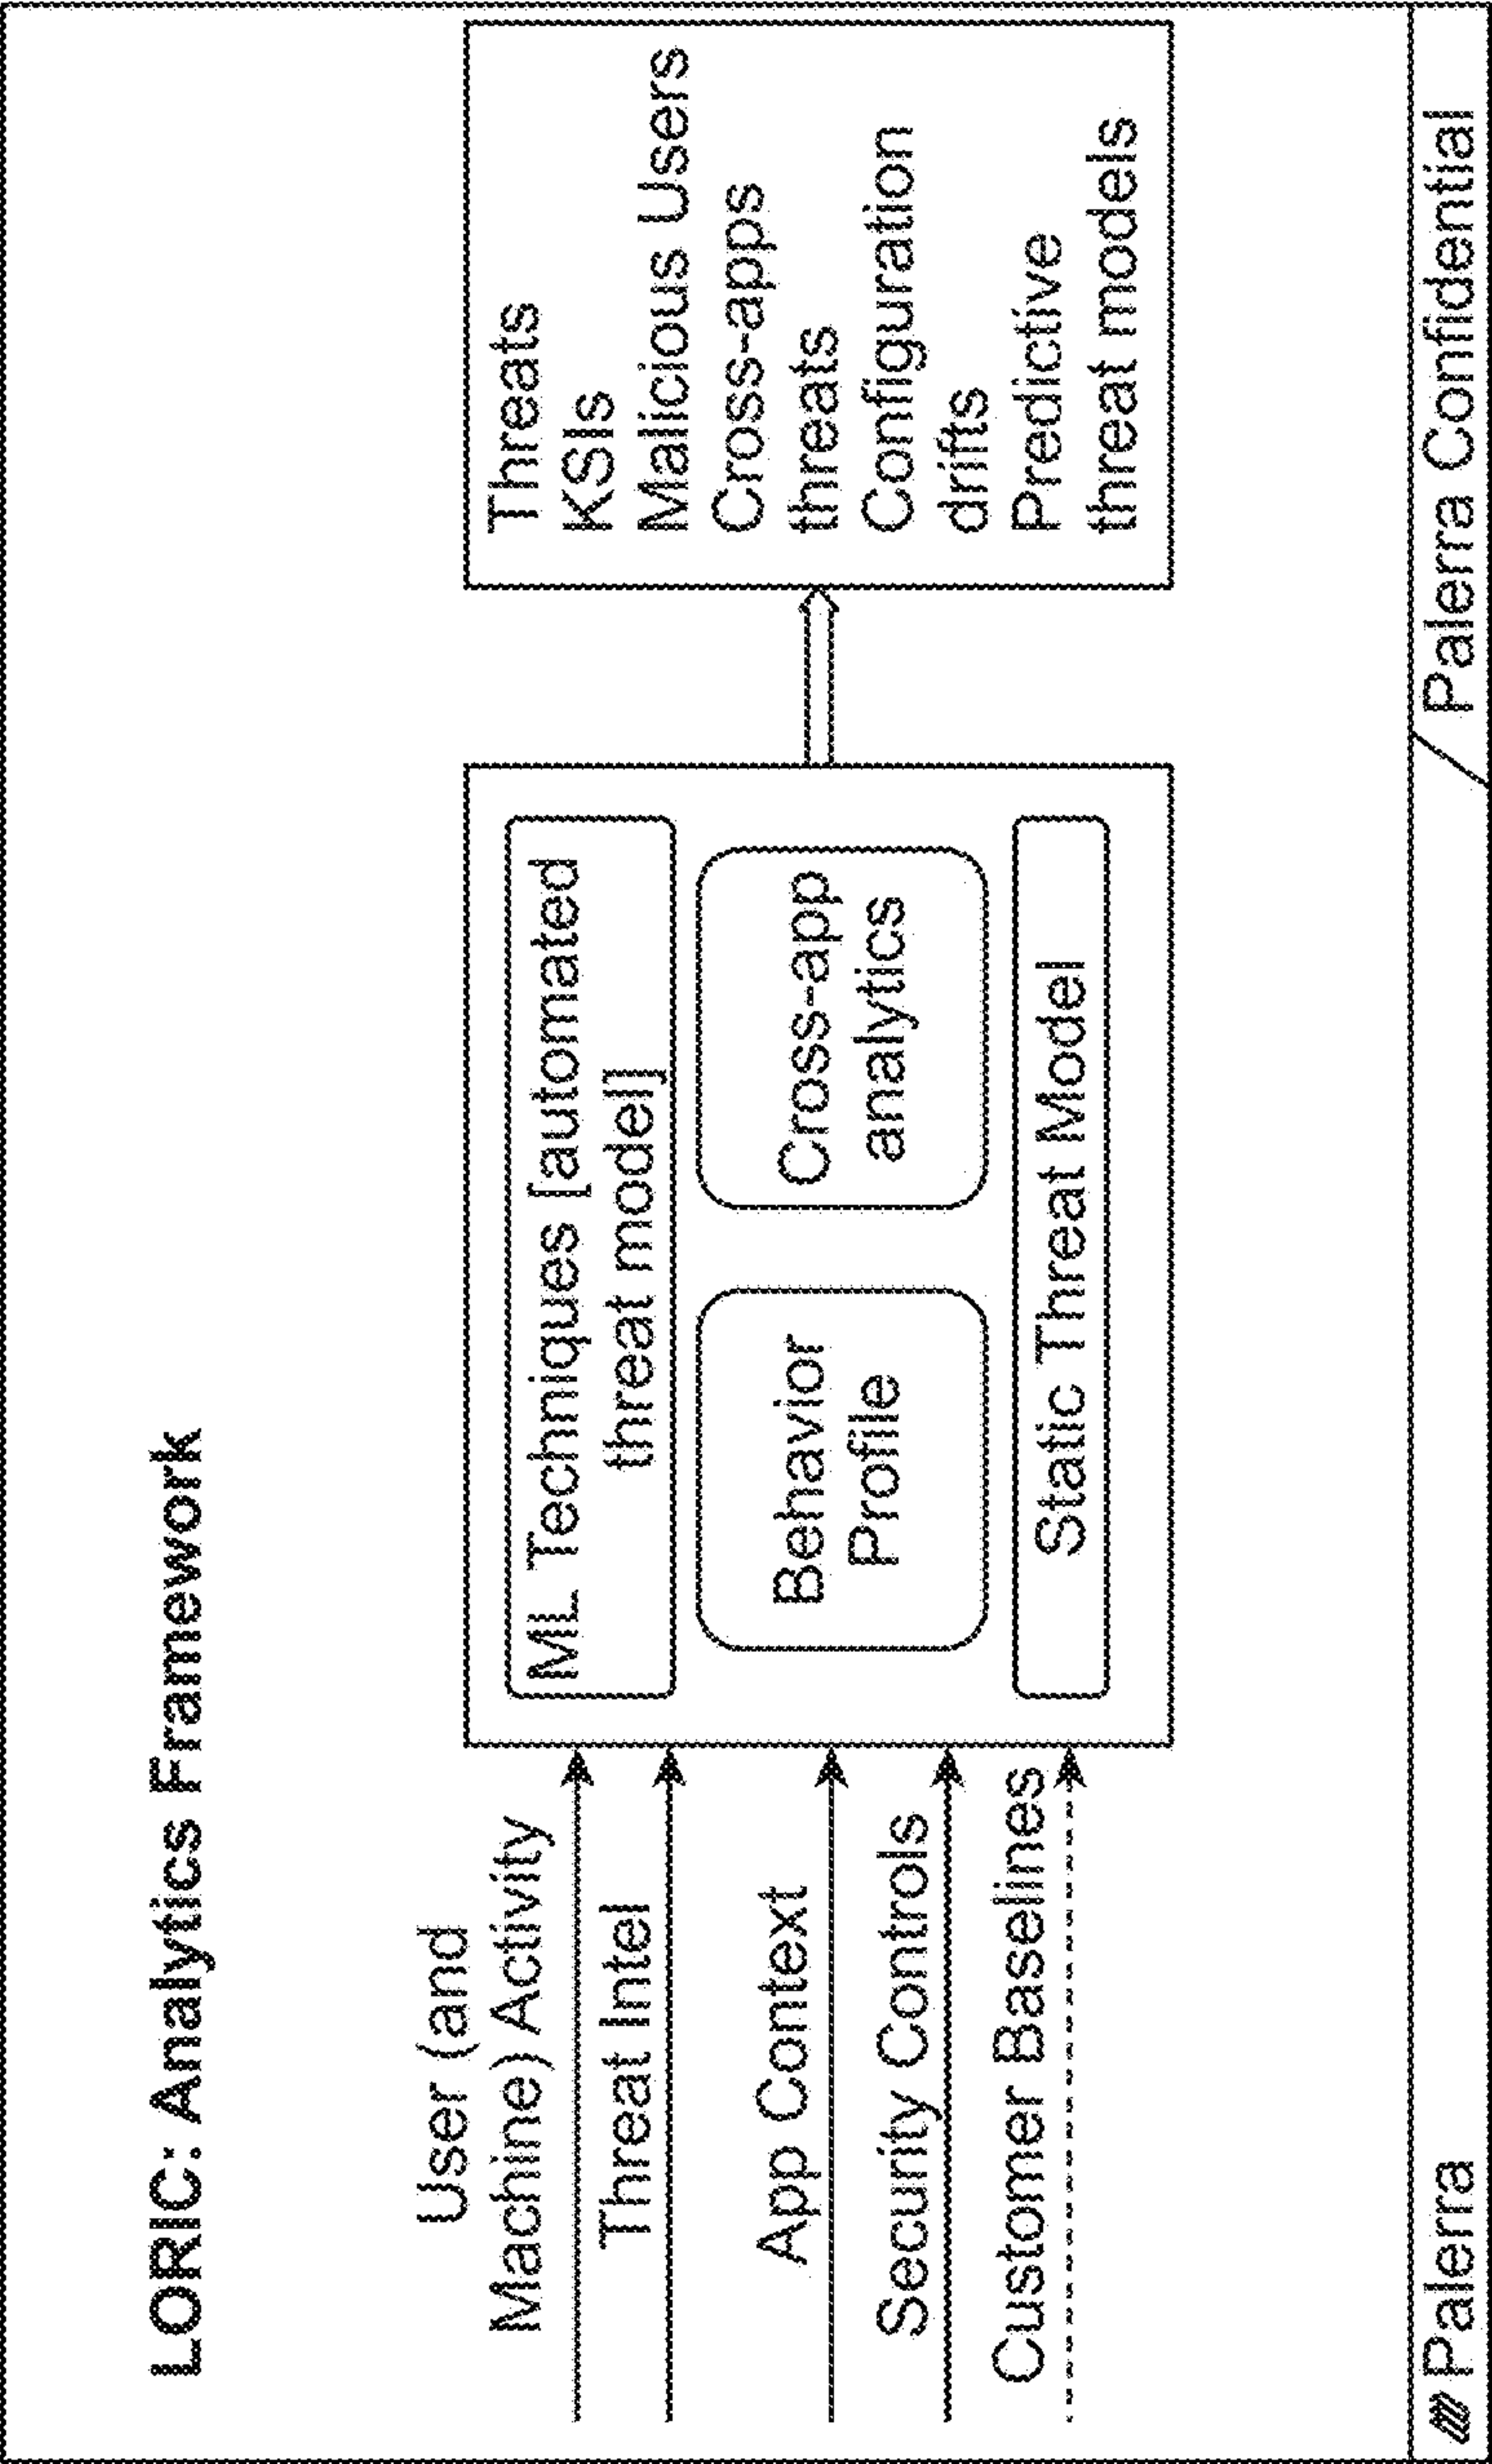 LORIC: Analytics Framework
User (and
Machine) Activity
Threat Intel
App Context
Security Controls
Customer Baselines
ML Techniques [automated
threat model]
Behavior
Profile
Cross-app
analytics
Static Threat Model
Threats
KSIs
Malicious Users
Cross-apps
threats
Configuration
drifts
Predictive
threat models
Palerra
Palerra Confidential